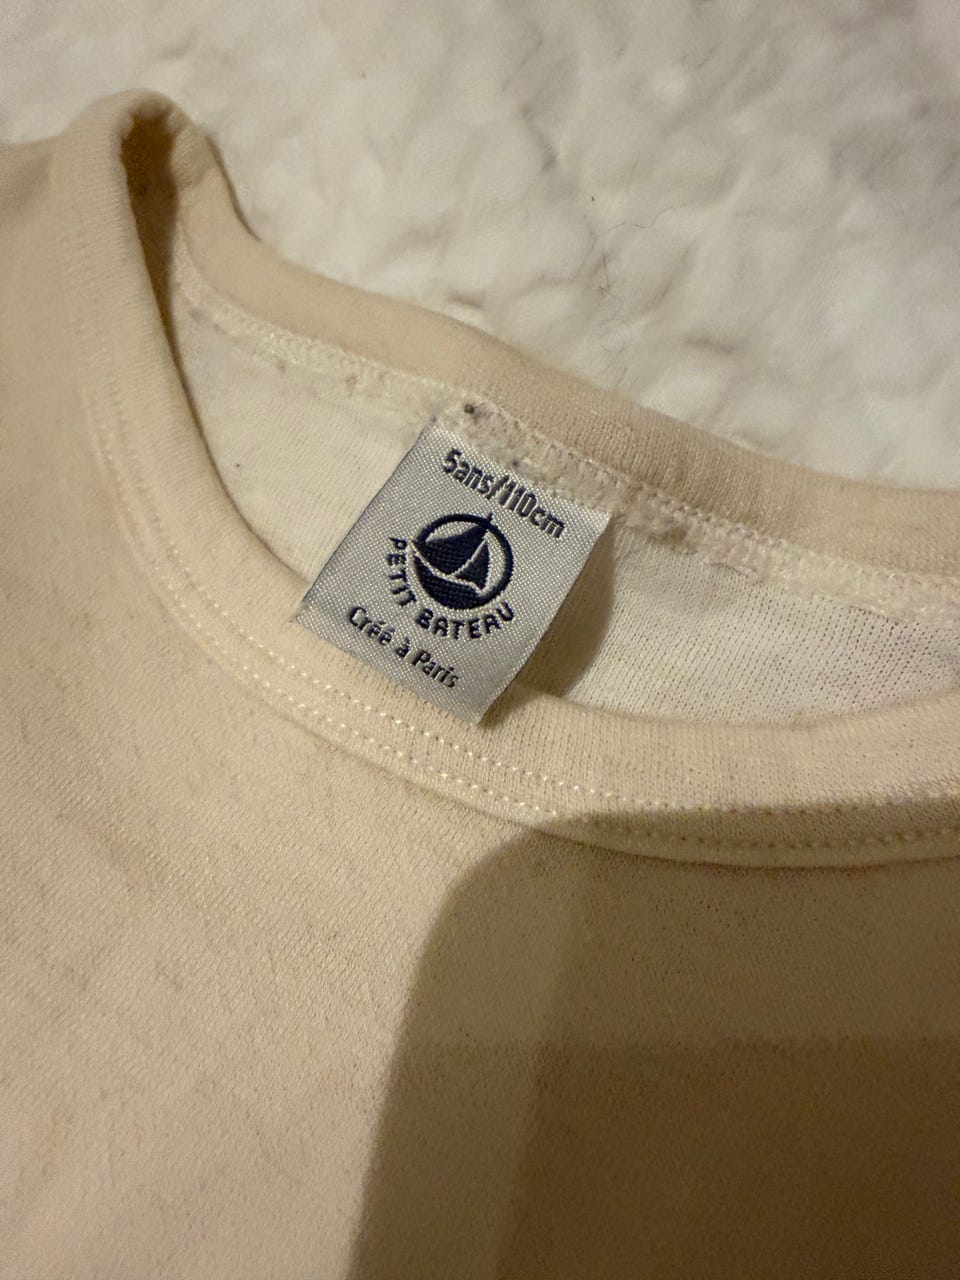 5ans/110cm
PETIT BATEAU
Créé à Paris